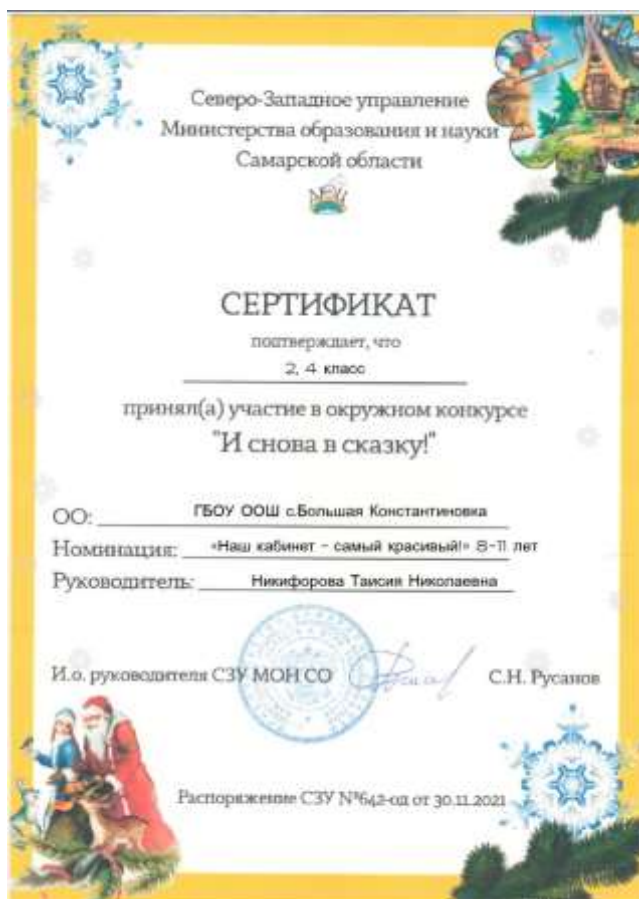 Северо-Западное управление
Министерства образования и науки
Самарской области
СЕРТИФИКАТ
подтверждает, что
2, 4 класс
принял(а) участие в окружном конкурсе
"И снова в сказку!"
ОО: ГБОУ ООШ с.Большая Константиновка
Номинация: «Наш кабинет – самый красивый!» 8-11 лет
Руководитель: Никифорова Таисия Николаевна
И.о. руководителя СЗУ МОН СО С.Н. Русанов
Распоряжение СЗУ №642-од от 30.11.2021